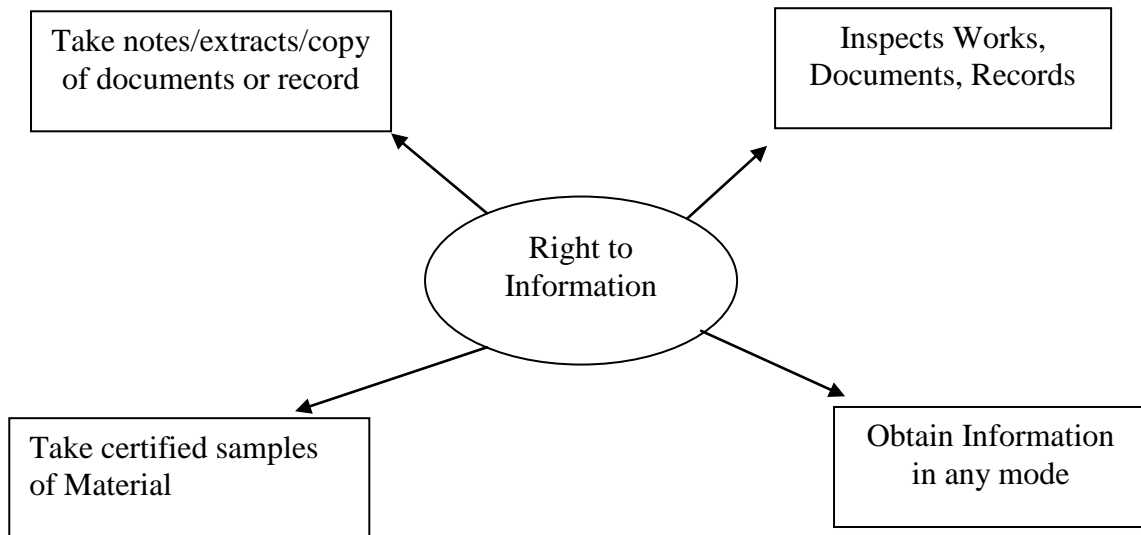 Take notes/extracts/copy
of documents or record
Inspects Works,
Documents, Records
Right to
Information
Take certified samples
of Material
Obtain Information
in any mode